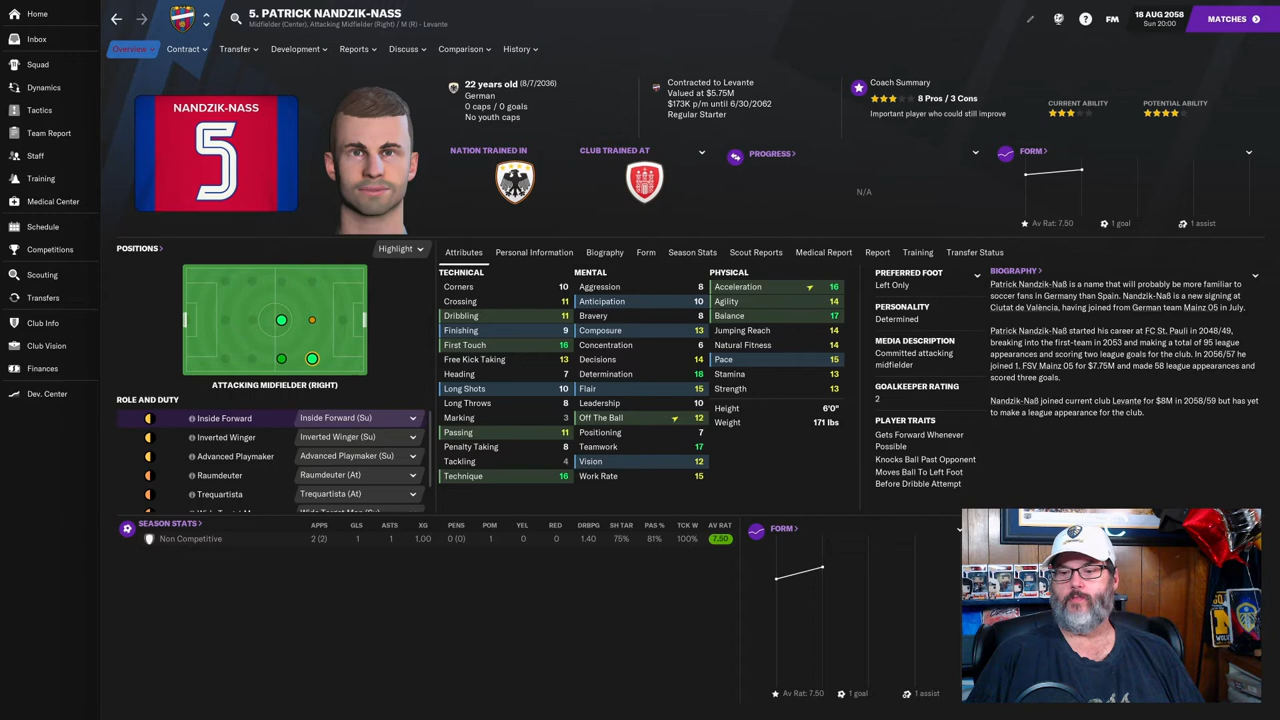 Home
Inbox
Squad
Dynamics
Tactics
Team Report
Staff
Training
Medical Center
Schedule
Competitions
Scouting
Transfers
Club Info
Club Vision
Finances
Dev. Center
5. PATRICK NANDZIK-NASS
Midfielder (Center), Attacking Midfielder (Right) / M (R) - Levante
FM
18 AUG 2058
SUN 20:00
MATCHES
Overview
Contract
Transfer
Development
Reports
Discuss
Comparison
History
NANDZIK-NASS
5
22 years old (8/7/2036)
German
0 caps / 0 goals
No youth caps
Contracted to Levante
Valued at $5.75M
$173K p/m until 6/30/2062
Regular Starter
Coach Summary
8 Pros / 3 Cons
Important player who could still improve
CURRENT ABILITY
POTENTIAL ABILITY
NATION TRAINED IN
CLUB TRAINED AT
PROGRESS
N/A
FORM
Av Rat: 7.50
1 goal
1 assist
POSITIONS
Highlight
ATTACKING MIDFIELDER (RIGHT)
ROLE AND DUTY
Inside Forward Inside Forward (Su)
Inverted Winger Inverted Winger (Su)
Advanced Playmaker Advanced Playmaker (Su)
Raumdeuter Raumdeuter (At)
Trequartista Trequartista (At)
Attributes
Personal Information
Biography
Form
Season Stats
Scout Reports
Medical Report
Report
Training
Transfer Status
TECHNICAL
Corners 10
Crossing 11
Dribbling 11
Finishing 9
First Touch 16
Free Kick Taking 13
Heading 7
Long Shots 10
Long Throws 8
Marking 3
Passing 11
Penalty Taking 8
Tackling 4
Technique 16
MENTAL
Aggression 8
Anticipation 10
Bravery 8
Composure 13
Concentration 6
Decisions 14
Determination 18
Flair 15
Leadership 10
Off The Ball 12
Positioning 7
Teamwork 17
Vision 12
Work Rate 15
PHYSICAL
Acceleration 16
Agility 14
Balance 17
Jumping Reach 14
Natural Fitness 14
Pace 15
Stamina 13
Strength 13
Height 6'0"
Weight 171 lbs
PREFERRED FOOT
Left Only
PERSONALITY
Determined
MEDIA DESCRIPTION
Committed attacking
midfielder
GOALKEEPER RATING
2
PLAYER TRAITS
Gets Forward Whenever
Possible
Knocks Ball Past Opponent
Moves Ball To Left Foot
Before Dribble Attempt
BIOGRAPHY
Patrick Nandzik-Naß is a name that will probably be more familiar to
soccer fans in Germany than Spain. Nandzik-Naß is a new signing at
Ciutat de València, having joined from German team Mainz 05 in July.
Patrick Nandzik-Naß started his career at FC St. Pauli in 2048/49,
breaking into the first-team in 2053 and making a total of 95 league
appearances and scoring two league goals for the club. In 2056/57 he
joined 1. FSV Mainz 05 for $7.75M and made 58 league appearances and
scored three goals.
Nandzik-Naß joined current club Levante for $8M in 2058/59 but has yet
to make a league appearance for the club.
SEASON STATS
APPS GLS ASTS XG PENS POM YEL RED DRBPG SH TAR PAS % TCK W AV RAT
Non Competitive 2 (2) 1 1 1.00 0 (0) 1 0 0 1.40 75% 81% 100% 7.50
FORM
Av Rat: 7.50
1 goal
1 assist